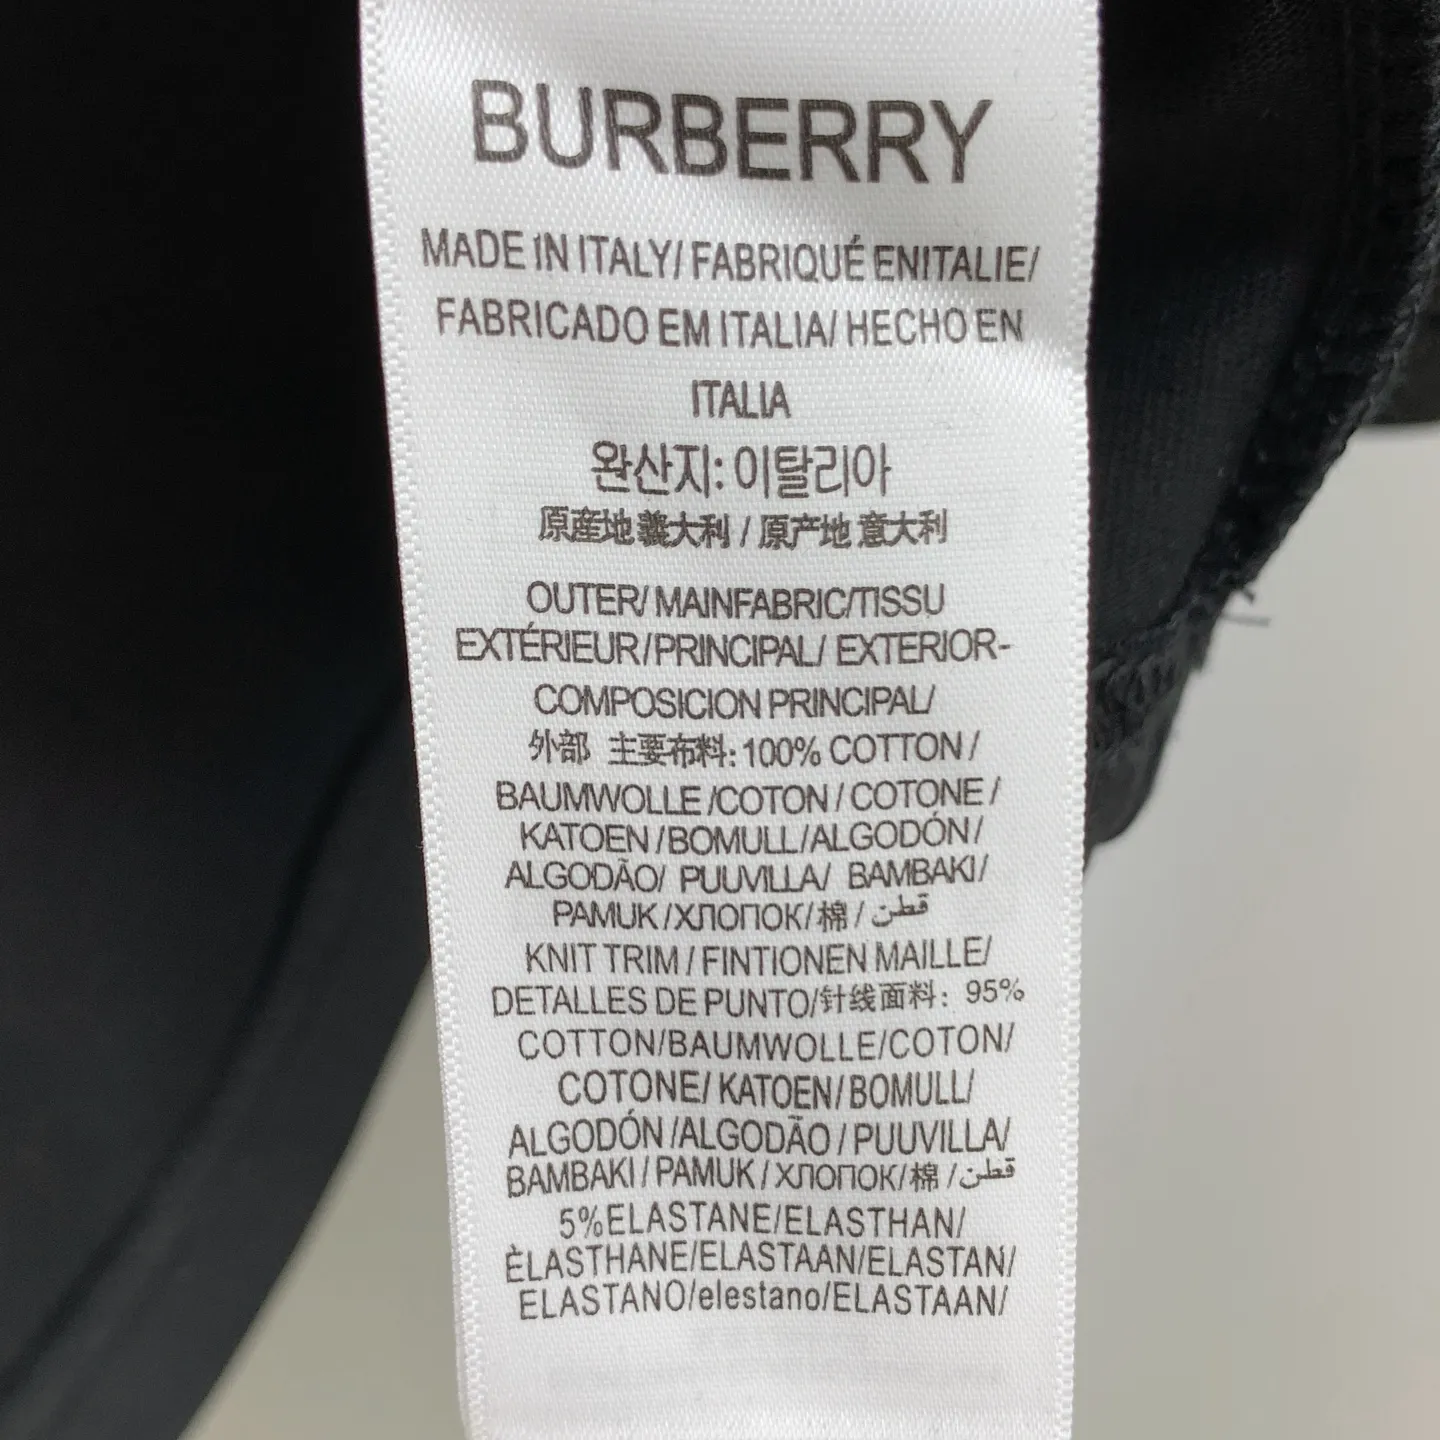 BURBERRY
MADE IN ITALY/ FABRIQUÉ ENITALIE/
FABRICADO EM ITALIA/ HECHO EN
ITALIA
완산지: 이탈리아
原産地義大利 / 原产地 意大利
OUTER/ MAINFABRIC/TISSU
EXTÉRIEUR/PRINCIPAL/ EXTERIOR-
COMPOSICION PRINCIPAL/
外部 主要布料: 100% COTTON /
BAUMWOLLE /COTON / COTONE /
KATOEN /BOMULL/ALGODÓN /
ALGODÃO/ PUUVILLA/ BAMBAKI/
PAMUK /ХЛОПОК/棉 / قطن
KNIT TRIM / FINTIONEN MAILLE/
DETALLES DE PUNTO/针线面料: 95%
COTTON/BAUMWOLLE/COTON/
COTONE/ KATOEN/BOMULL/
ALGODÓN /ALGODÃO / PUUVILLA/
BAMBAKI / PAMUK / ХЛОПОК/棉 / قطن
5%ELASTANE/ELASTHAN/
ÈLASTHANE/ELASTAAN/ELASTAN/
ELASTANO/elestano/ELASTAAN/